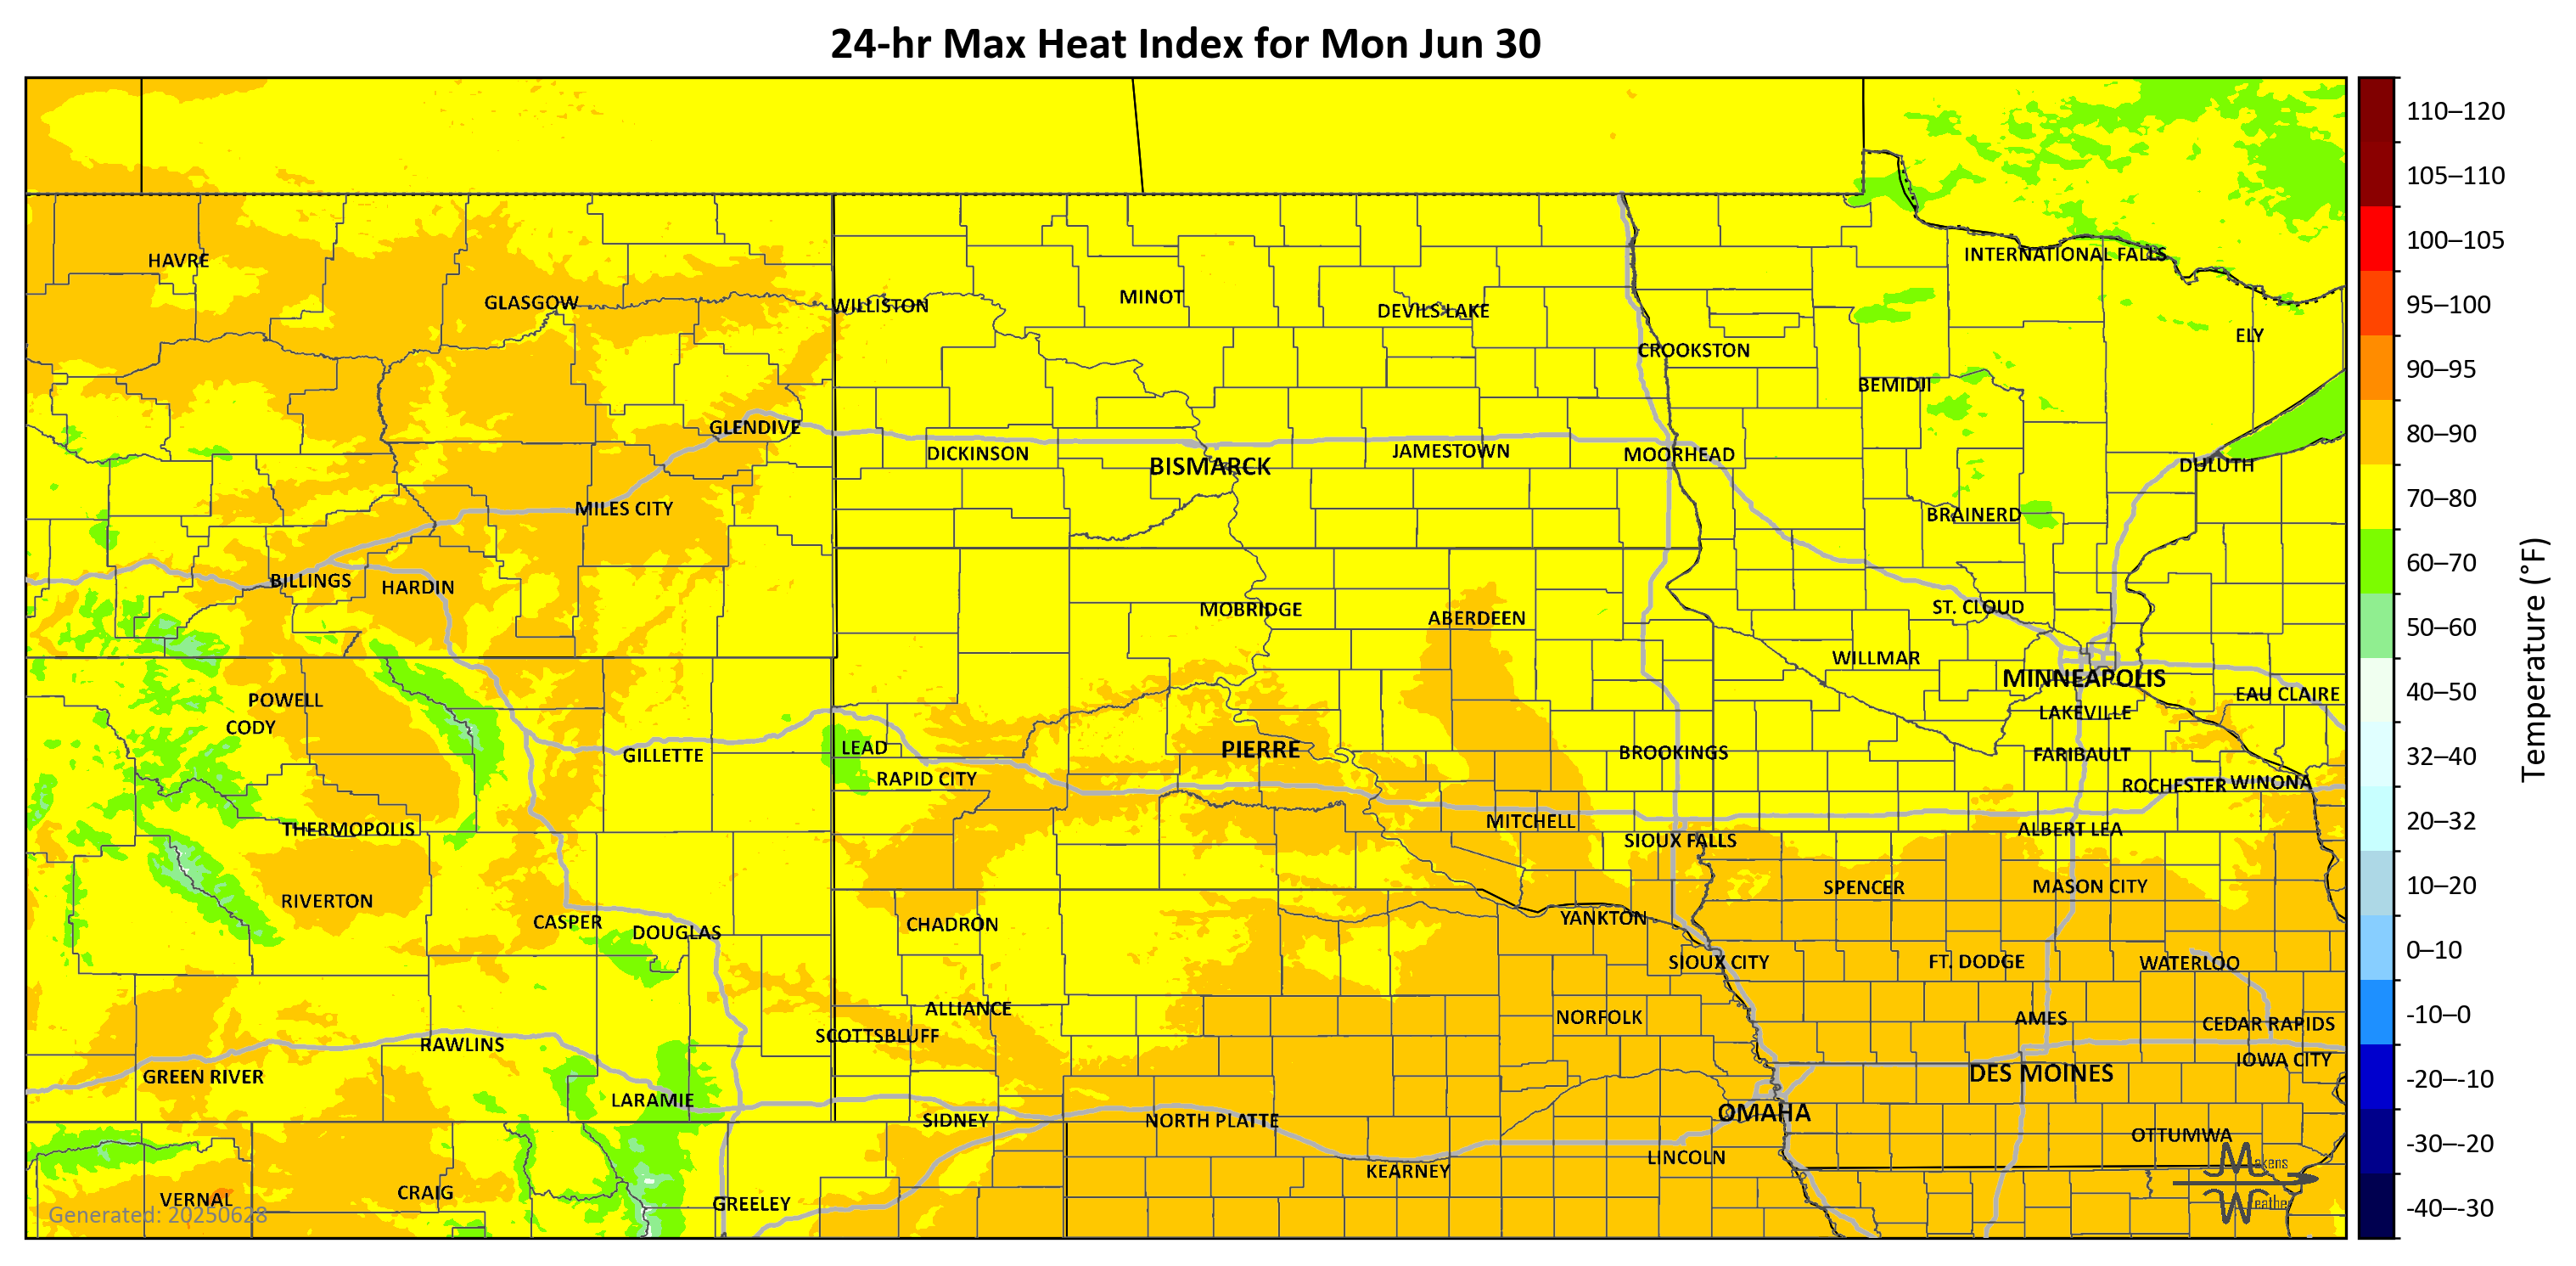 24-hr Max Heat Index for Mon Jun 30
110–120
105–110
100–105
95–100
90–95
80–90
70–80
60–70
50–60
40–50
32–40
20–32
10–20
0–10
-10–0
-20–-10
-30–-20
-40–-30
Temperature (°F)
HAVRE
INTERNATIONAL FALLS
GLASGOW
WILLISTON
MINOT
DEVILS LAKE
ELY
CROOKSTON
BEMIDJI
GLENDIVE
DICKINSON
BISMARCK
JAMESTOWN
MOORHEAD
DULUTH
MILES CITY
BRAINERD
BILLINGS
HARDIN
MOBRIDGE
ABERDEEN
ST. CLOUD
WILLMAR
MINNEAPOLIS
POWELL
EAU CLAIRE
CODY
LAKEVILLE
GILLETTE
LEAD
PIERRE
BROOKINGS
FARIBAULT
RAPID CITY
ROCHESTER
WINONA
THERMOPOLIS
MITCHELL
SIOUX FALLS
ALBERT LEA
RIVERTON
SPENCER
MASON CITY
CASPER
DOUGLAS
CHADRON
YANKTON
SIOUX CITY
FT. DODGE
WATERLOO
ALLIANCE
NORFOLK
AMES
CEDAR RAPIDS
SCOTTSBLUFF
RAWLINS
IOWA CITY
GREEN RIVER
DES MOINES
LARAMIE
SIDNEY
NORTH PLATTE
OMAHA
OTTUMWA
KEARNEY
LINCOLN
VERNAL
CRAIG
GREELEY
Generated: 20250628
Makens
Weather